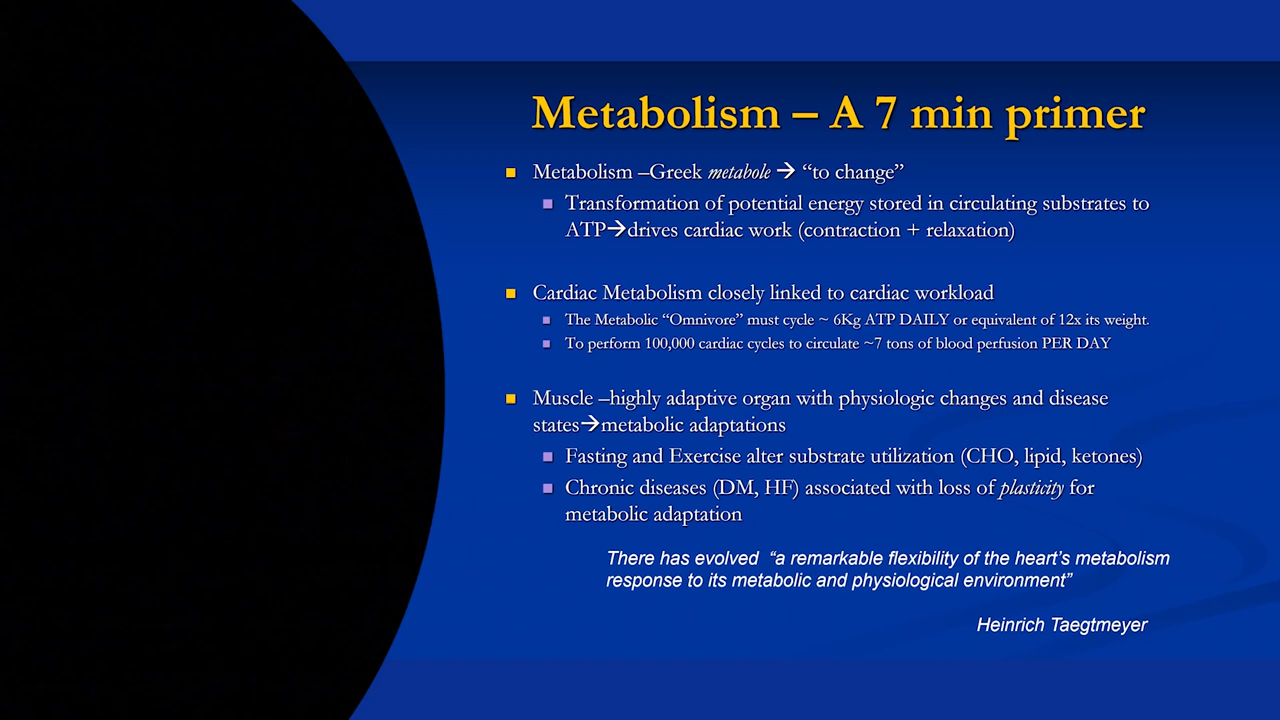 Metabolism – A 7 min primer
Metabolism –Greek metabole → “to change”
Transformation of potential energy stored in circulating substrates to
ATP→drives cardiac work (contraction + relaxation)
Cardiac Metabolism closely linked to cardiac workload
The Metabolic “Omnivore” must cycle ~ 6Kg ATP DAILY or equivalent of 12x its weight.
To perform 100,000 cardiac cycles to circulate ~7 tons of blood perfusion PER DAY
Muscle –highly adaptive organ with physiologic changes and disease
states→metabolic adaptations
Fasting and Exercise alter substrate utilization (CHO, lipid, ketones)
Chronic diseases (DM, HF) associated with loss of plasticity for
metabolic adaptation
There has evolved “a remarkable flexibility of the heart’s metabolism
response to its metabolic and physiological environment”
Heinrich Taegtmeyer